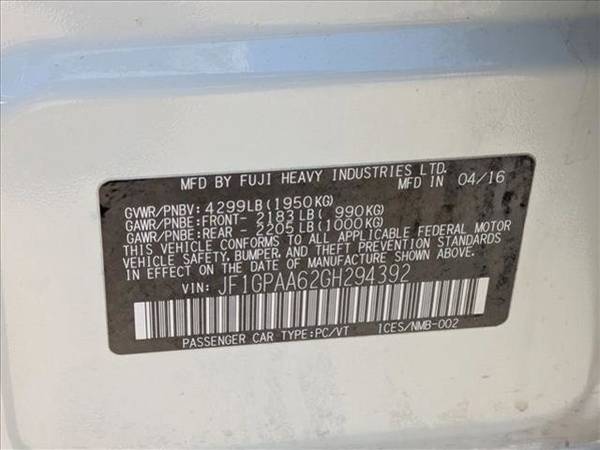 MFD BY FUJI HEAVY INDUSTRIES LTD.
MFD IN 04/16
GVWR/PNBV: 4299LB(1950KG)
GAWR/PNBE:FRONT- 2183LB( 990KG)
GAWR/PNBE:REAR - 2205LB(1000KG)
THIS VEHICLE CONFORMS TO ALL APPLICABLE FEDERAL MOTOR
VEHICLE SAFETY, BUMPER, AND THEFT PREVENTION STANDARDS
IN EFFECT ON THE DATE OF MANUFACTURE SHOWN ABOVE.
VIN: JF1GPAA62GH294392
PASSENGER CAR TYPE:PC/VT 1CES/NMB-002